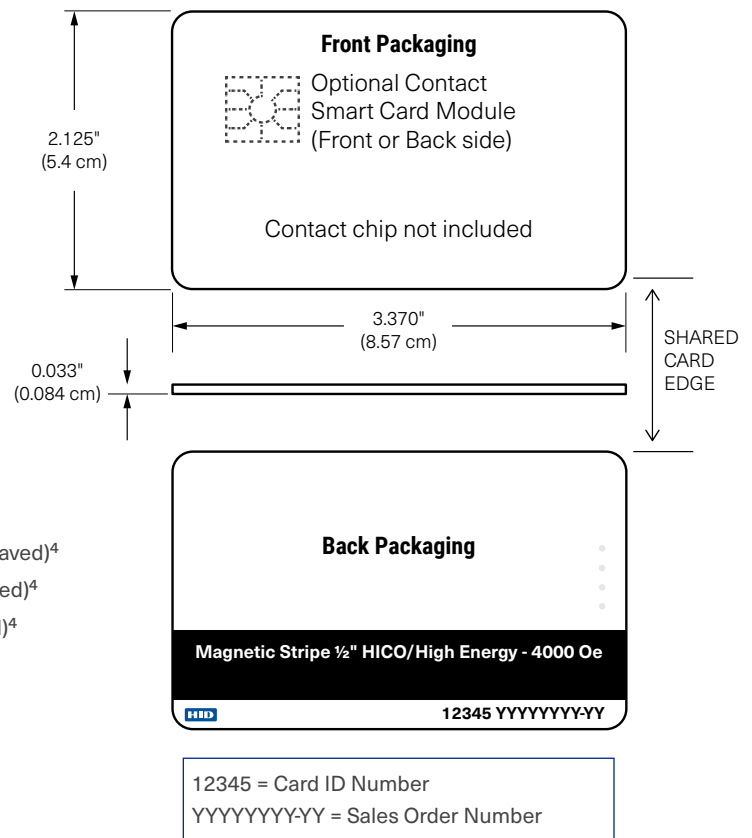 Front Packaging
Optional Contact
Smart Card Module
(Front or Back side)
Contact chip not included
2.125"
(5.4 cm)
3.370"
(8.57 cm)
0.033"
(0.084 cm)
SHARED
CARD
EDGE
Back Packaging
aved)⁴
ed)⁴
)⁴
Magnetic Stripe ½" HICO/High Energy - 4000 Oe
HID
12345 YYYYYYYY-YY
12345 = Card ID Number
YYYYYYYY-YY = Sales Order Number